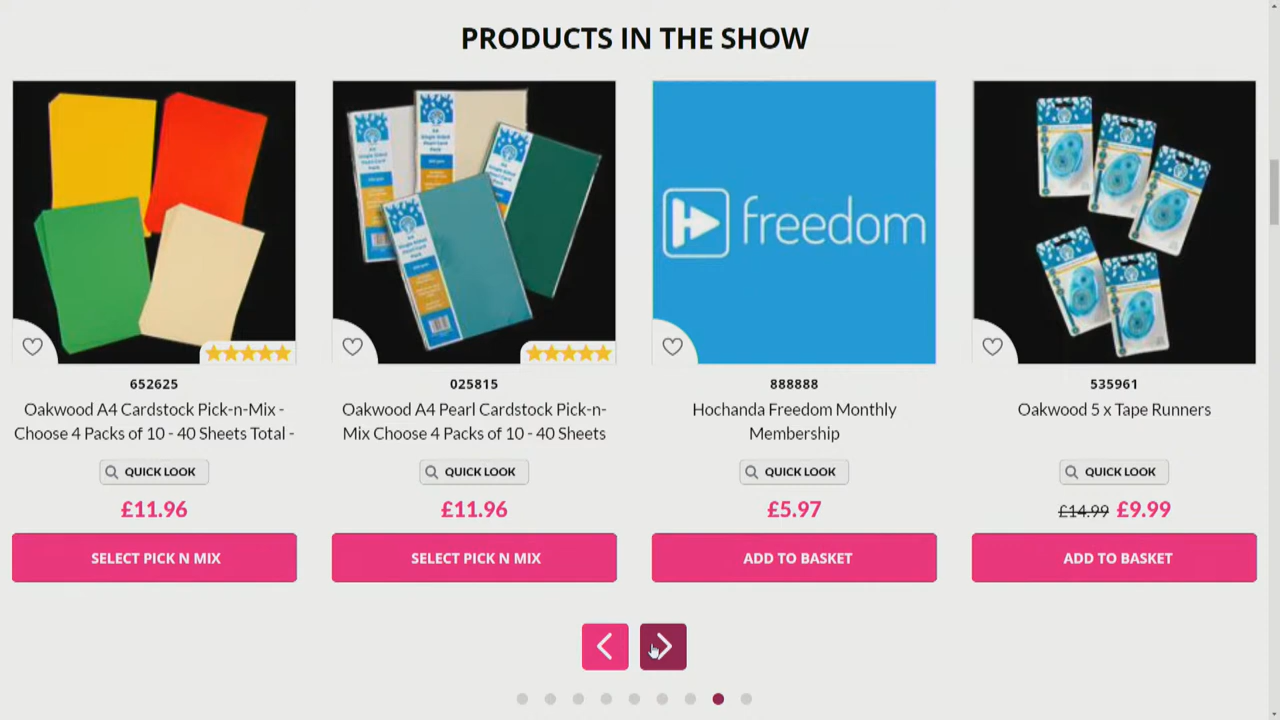 PRODUCTS IN THE SHOW
freedom
652625
025815
888888
535961
Oakwood A4 Cardstock Pick-n-Mix -
Choose 4 Packs of 10 - 40 Sheets Total -
Oakwood A4 Pearl Cardstock Pick-n-
Mix Choose 4 Packs of 10 - 40 Sheets
Hochanda Freedom Monthly
Membership
Oakwood 5 x Tape Runners
QUICK LOOK
QUICK LOOK
QUICK LOOK
QUICK LOOK
£11.96
£11.96
£5.97
£14.99 £9.99
SELECT PICK N MIX
SELECT PICK N MIX
ADD TO BASKET
ADD TO BASKET